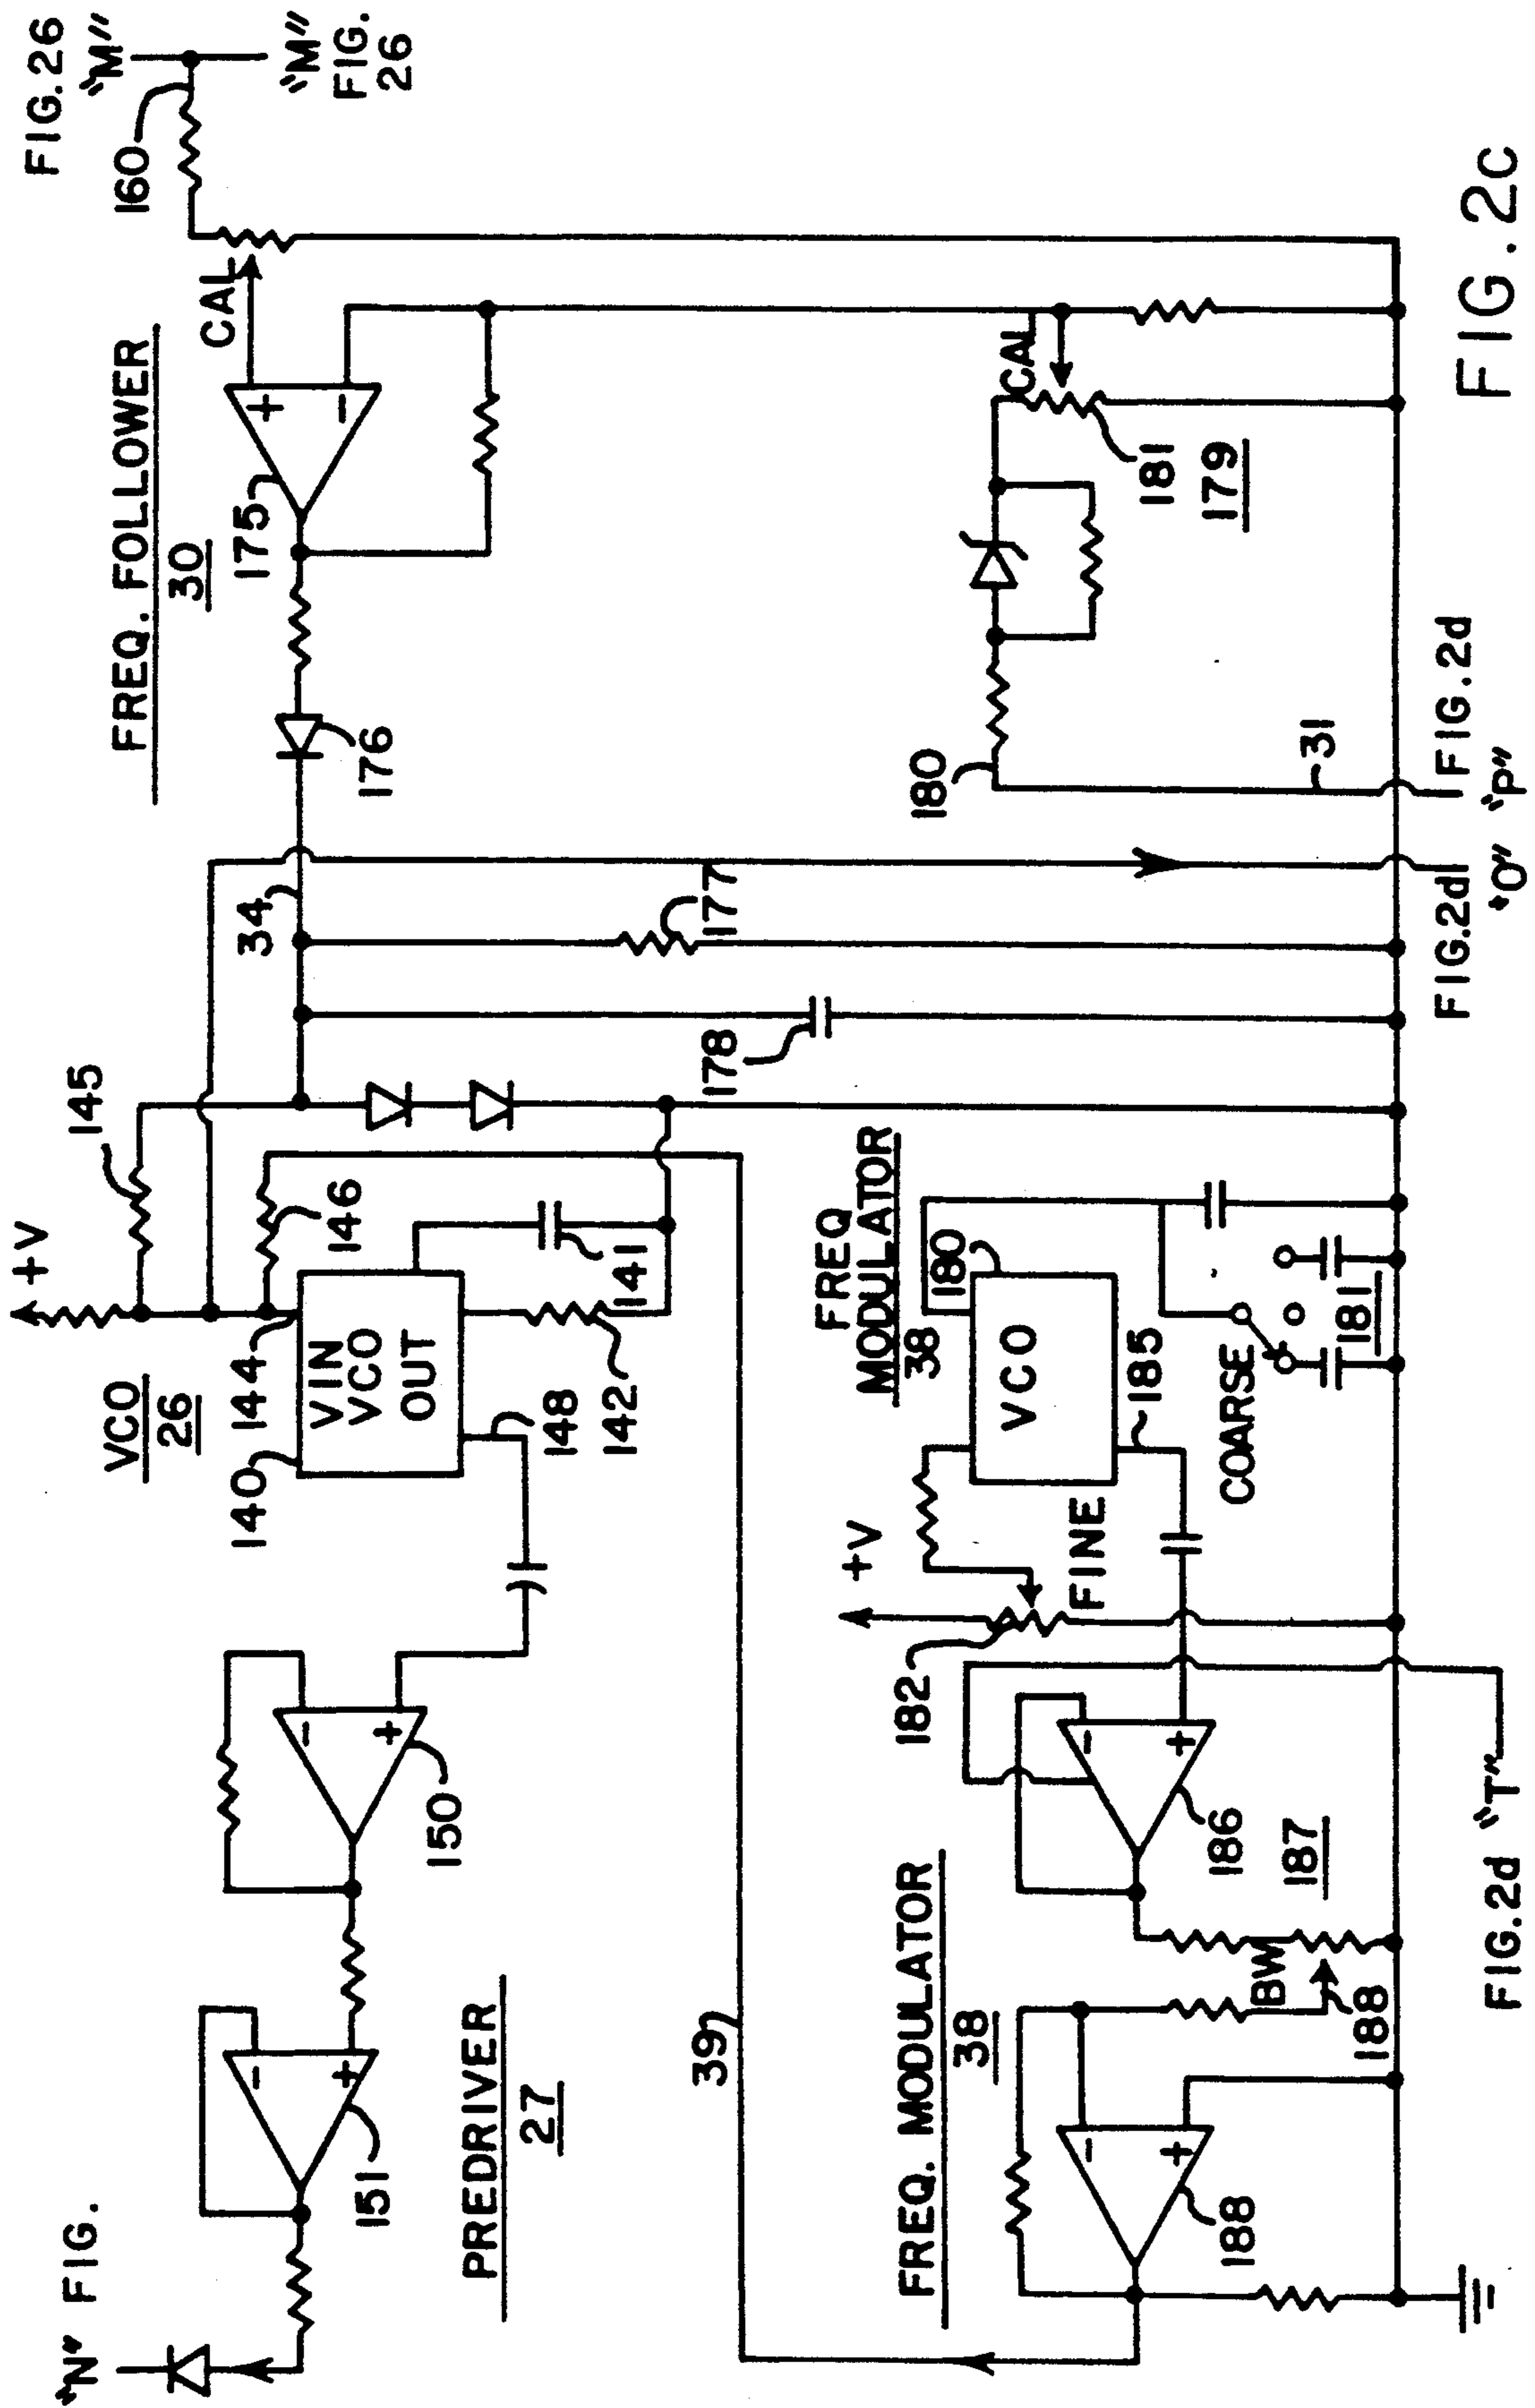 FIG. 26
"M"
"M"
FIG.
26
160
CAL
FREQ. FOLLOWER
30
175
+
−
176
34
177
178
CAL
181
179
180
31
FIG. 2d
"P"
FIG. 2d
"O"
145
+V
146
144
VCO
26
140
VIN
VCO
OUT
141
142
148
−
+
150
−
+
151
PREDRIVER
27
"N" FIG.
39
FREQ
MODULATOR
38
180
VCO
185
COARSE
181
+V
FINE
182
−
+
186
187
FIG. 2d "T"
BW
188
FREQ. MODULATOR
38
−
+
188
FIG. 2c